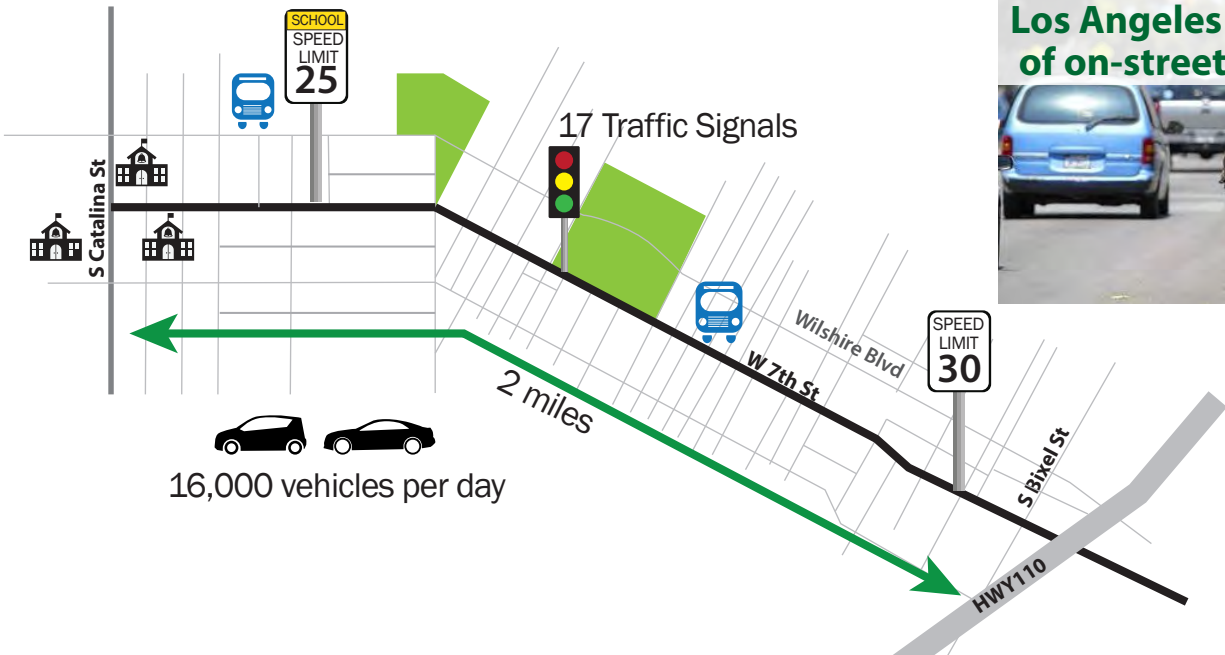 Los Angeles
of on-street
SCHOOL
SPEED
LIMIT
25
17 Traffic Signals
S Catalina St
Wilshire Blvd
W 7th St
SPEED
LIMIT
30
2 miles
S Bixel St
16,000 vehicles per day
HWY110